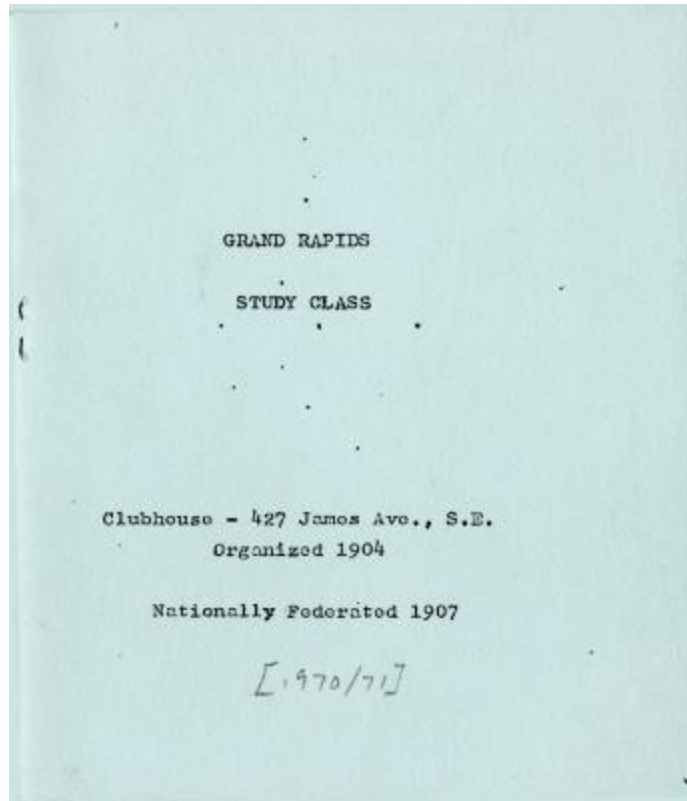 GRAND RAPIDS
STUDY CLASS
Clubhouse - 427 James Ave., S.E.
Organized 1904
Nationally Federated 1907
[1970/71]